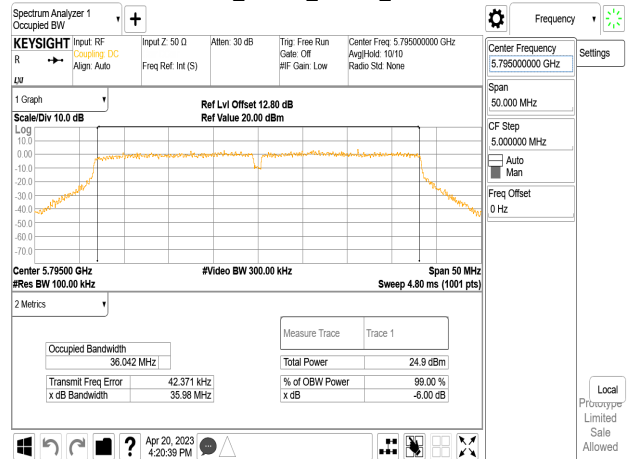 Spectrum Analyzer 1
Occupied BW
Frequency
KEYSIGHT
R
Input: RF
Coupling: DC
Align: Auto
Input Z: 50 Ω
Freq Ref: Int (S)
Atten: 30 dB
Trig: Free Run
Gate: Off
#IF Gain: Low
Center Freq: 5.795000000 GHz
Avg|Hold: 10/10
Radio Std: None
Center Frequency
5.795000000 GHz
Settings
Span
50.000 MHz
CF Step
5.000000 MHz
Auto
Man
Freq Offset
0 Hz
1 Graph
Scale/Div 10.0 dB
Ref Lvl Offset 12.80 dB
Ref Value 20.00 dBm
Log
10.0
0.00
-10.0
-20.0
-30.0
-40.0
-50.0
-60.0
-70.0
Center 5.79500 GHz
#Video BW 300.00 kHz
Span 50 MHz
#Res BW 100.00 kHz
Sweep 4.80 ms (1001 pts)
2 Metrics
Measure Trace
Trace 1
Occupied Bandwidth
36.042 MHz
Total Power
24.9 dBm
Transmit Freq Error
42.371 kHz
% of OBW Power
99.00 %
x dB Bandwidth
35.98 MHz
x dB
-6.00 dB
Local
Prototype
Limited
Sale
Allowed
?
Apr 20, 2023
4:20:39 PM